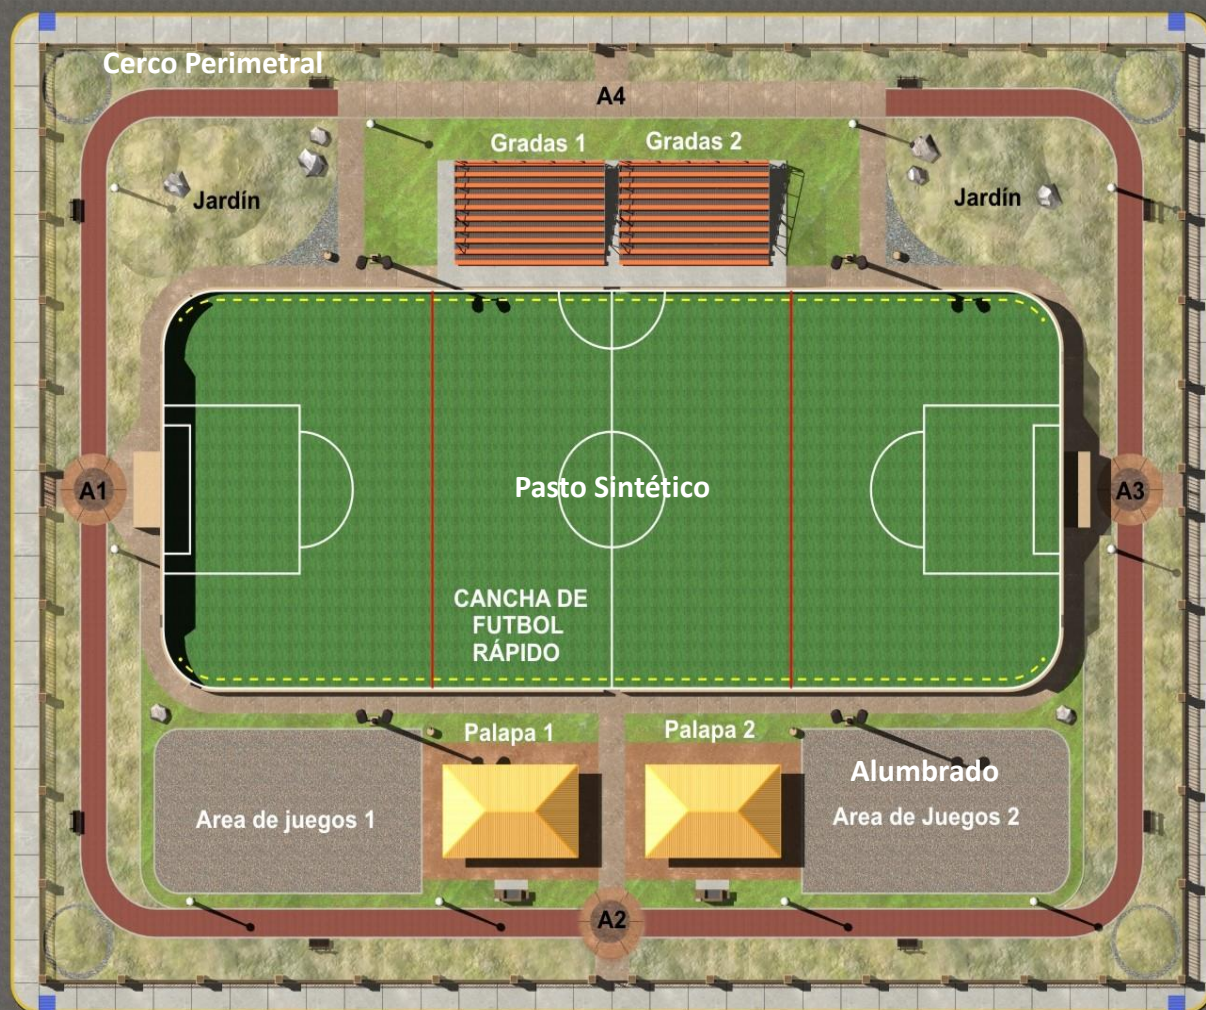 Cerco Perimetral
A4
Gradas 1
Gradas 2
Jardín
Jardín
A1
Pasto Sintético
A3
CANCHA DE
FUTBOL
RÁPIDO
Palapa 1
Palapa 2
Alumbrado
Area de juegos 1
Area de Juegos 2
A2